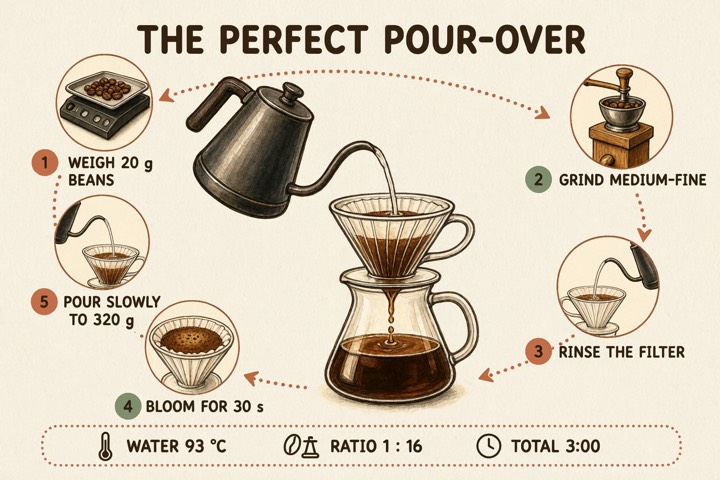 THE PERFECT POUR-OVER
1 WEIGH 20 g
BEANS
2 GRIND MEDIUM-FINE
3 RINSE THE FILTER
4 BLOOM FOR 30 s
5 POUR SLOWLY
TO 320 g
WATER 93 °C
RATIO 1 : 16
TOTAL 3:00